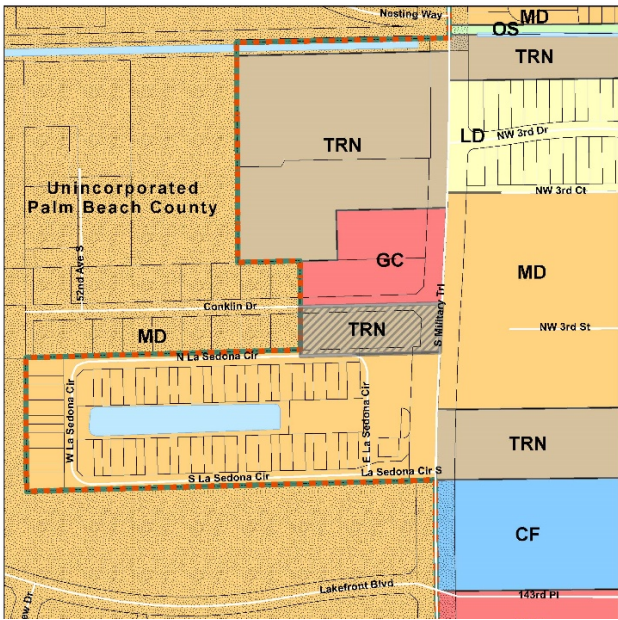 Nesting Way
MD
OS
TRN
TRN
LD
NW 3rd Dr
Unincorporated
Palm Beach County
NW 3rd Ct
52nd Ave S
GC
MD
Conklin Dr
S Military Trl
TRN
NW 3rd St
MD
N La Sedona Cir
W La Sedona Cir
E La Sedona Cir
TRN
La Sedona Cir S
S La Sedona Cir
CF
Lakefront Blvd
143rd Pl
ew Dr